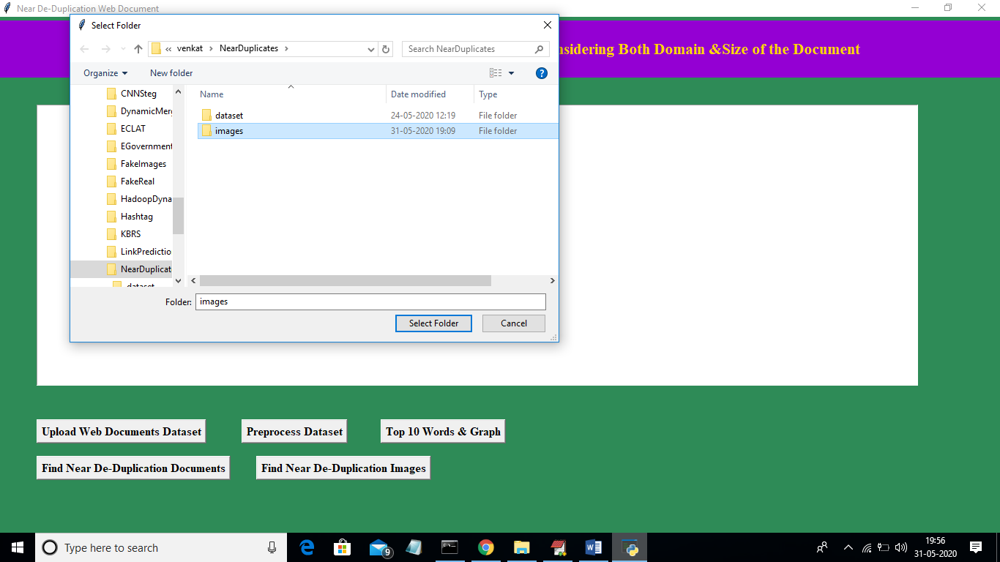 Near De-Duplication Web Document
nsidering Both Domain &Size of the Document
Select Folder
« venkat > NearDuplicates >
Search NearDuplicates
Organize
New folder
CNNSteg
DynamicMerg
ECLAT
EGovernment
FakeImages
FakeReal
HadoopDyna
Hashtag
KBRS
LinkPredictio
NearDuplicat
dataset
Name Date modified Type
dataset 24-05-2020 12:19 File folder
images 31-05-2020 19:09 File folder
Folder: images
Select Folder
Cancel
Upload Web Documents Dataset
Preprocess Dataset
Top 10 Words & Graph
Find Near De-Duplication Documents
Find Near De-Duplication Images
Type here to search
9
19:56
31-05-2020